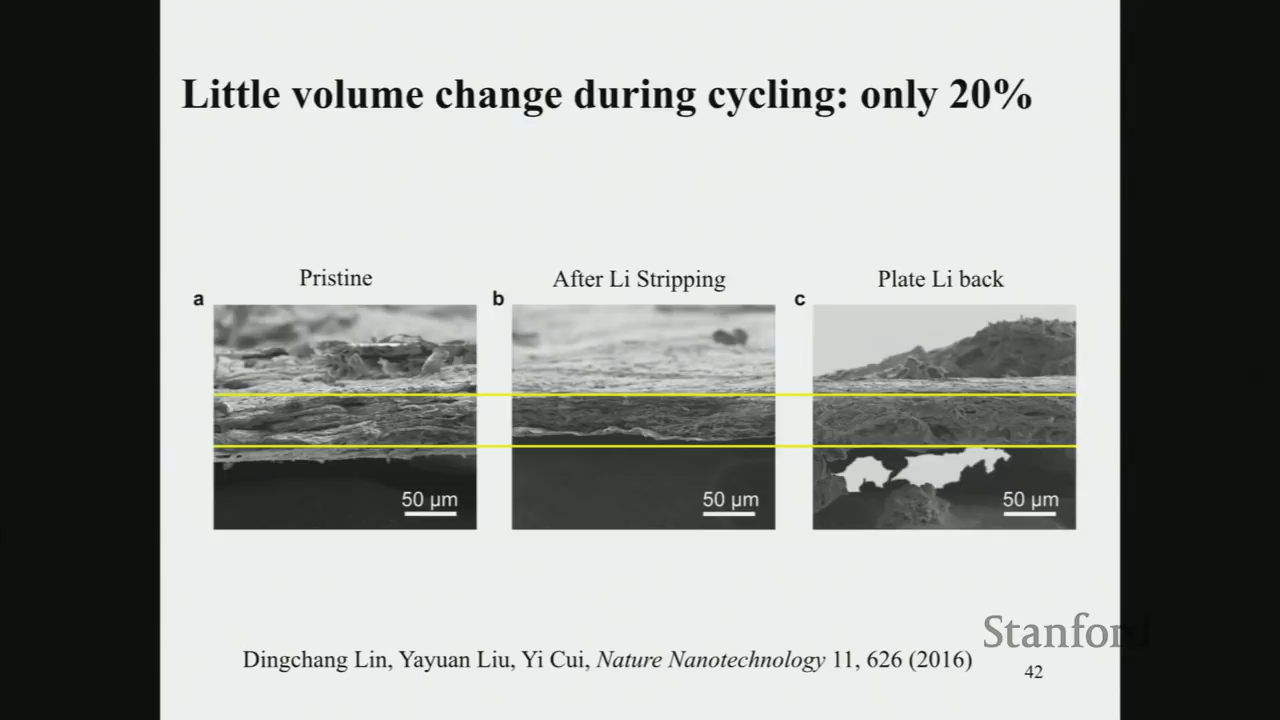 Little volume change during cycling: only 20%
Pristine
After Li Stripping
Plate Li back
a
b
c
50 μm
50 μm
50 μm
Stanford
Dingchang Lin, Yayuan Liu, Yi Cui, Nature Nanotechnology 11, 626 (2016)
42